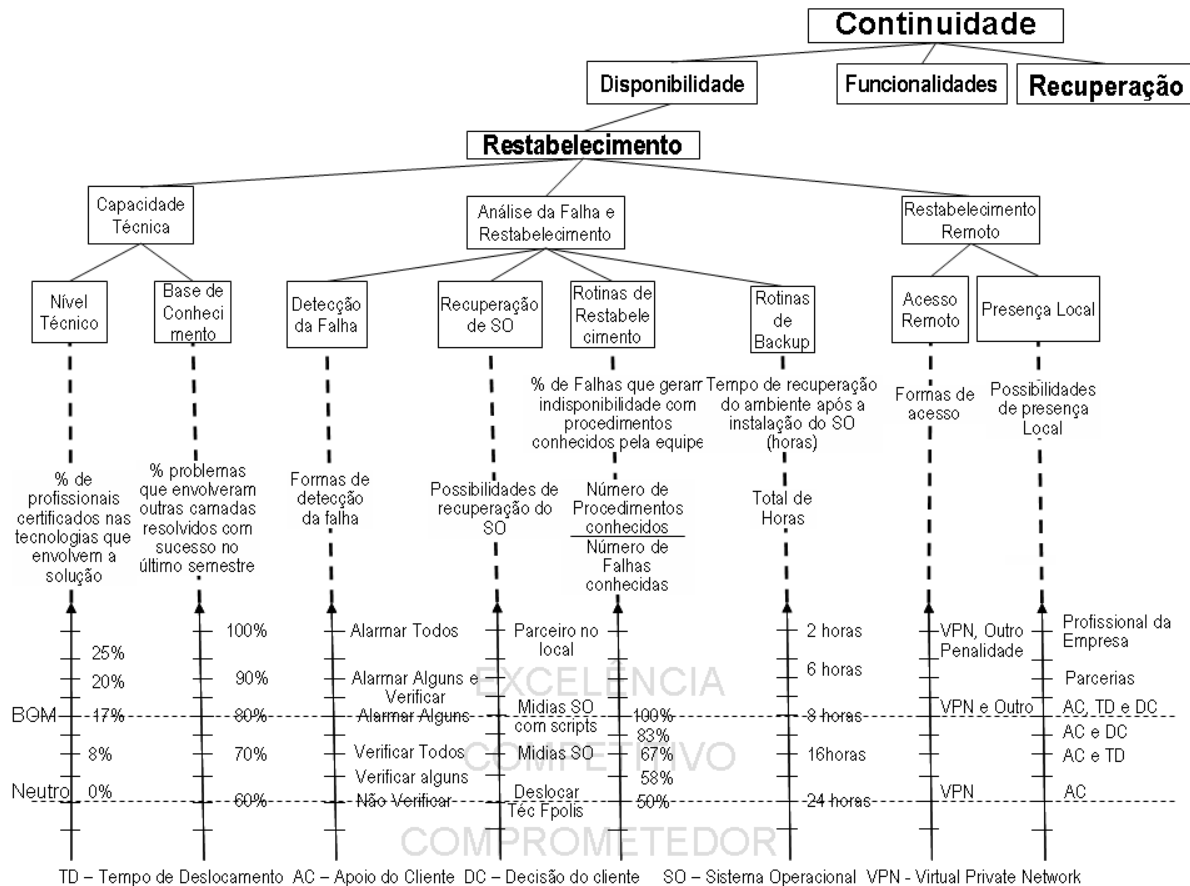 Continuidade
Disponibilidade
Funcionalidades
Recuperação
Restabelecimento
Capacidade
Técnica
Análise da Falha e
Restabelecimento
Restabelecimento
Remoto
Nível
Técnico
Base de
Conheci
mento
Detecção
da Falha
Recuperação
de SO
Rotinas de
Restabele
cimento
Rotinas
de
Backup
Acesso
Remoto
Presença Local
% de
profissionais
certificados nas
tecnologias que
envolvem a
solução
% problemas
que envolveram
outras camadas
resolvidos com
sucesso no
último semestre
Formas de
detecção
da falha
Possibilidades de
recuperação do
SO
% de Falhas que geram
indisponibilidade com
procedimentos
conhecidos pela equipe
Número de
Procedimentos
conhecidos
Número de
Falhas
conhecidas
Tempo de recuperação
do ambiente após a
instalação do SO
(horas)
Total de
Horas
Formas de
acesso
Possibilidades
de presença
Local
25%
20%
BOM
17%
8%
Neutro
0%
100%
90%
80%
70%
60%
Alarmar Todos
Alarmar Alguns e
Verificar
Alarmar Alguns
Verificar Todos
Verificar alguns
Não Verificar
Parceiro no
local
Midias SO
com scripts
Midias SO
Deslocar
Téc Fpolis
100%
83%
67%
58%
50%
2 horas
6 horas
8 horas
16horas
24 horas
VPN, Outro
Penalidade
VPN e Outro
VPN
Profissional da
Empresa
Parcerias
AC, TD e DC
AC e DC
AC e TD
AC
EXCELÊNCIA
COMPETITIVO
COMPROMETEDOR
TD – Tempo de Deslocamento AC – Apoio do Cliente DC – Decisão do cliente SO – Sistema Operacional VPN - Virtual Private Network